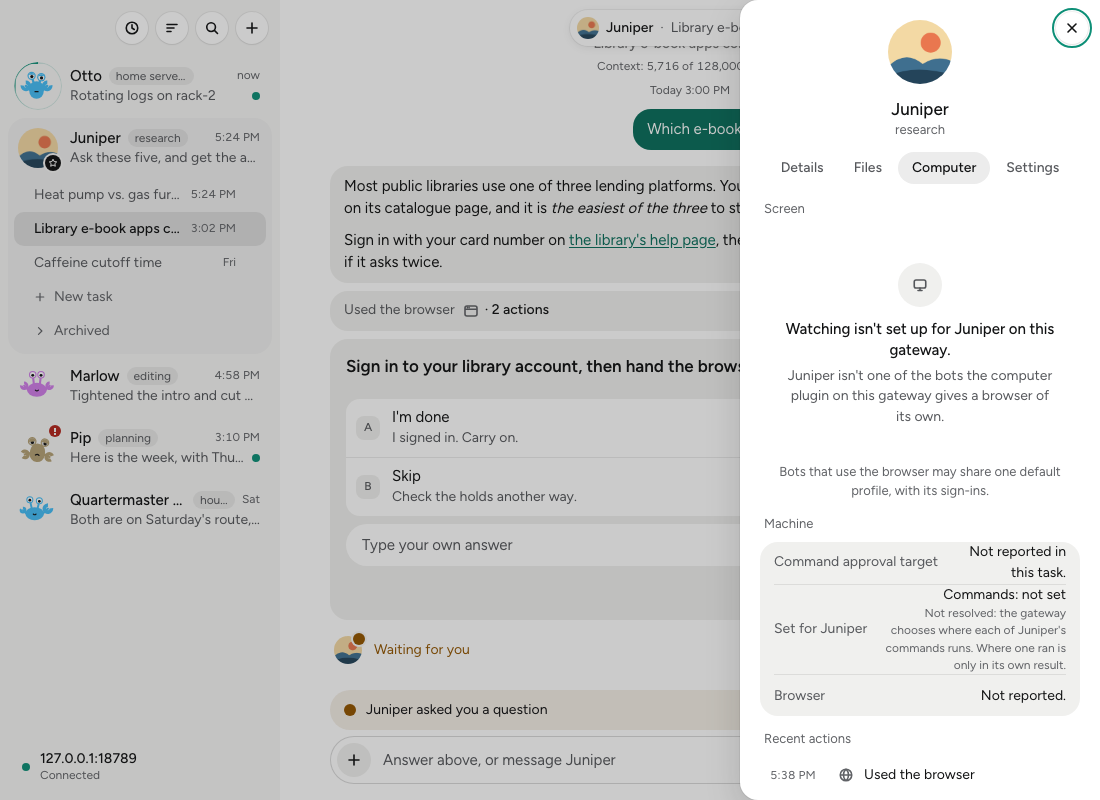 Otto home serve... now
Rotating logs on rack-2
Juniper research 5:24 PM
Ask these five, and get the a...
Heat pump vs. gas fur... 5:24 PM
Library e-book apps c... 3:02 PM
Caffeine cutoff time Fri
New task
Archived
Marlow editing 4:58 PM
Tightened the intro and cut ...
Pip planning 3:10 PM
Here is the week, with Thu...
Quartermaster ... hou... Sat
Both are on Saturday's route,...
127.0.0.1:18789
Connected
Juniper · Library e-bo
Context: 5,716 of 128,000
Today 3:00 PM
Which e-book
Most public libraries use one of three lending platforms. You
on its catalogue page, and it is the easiest of the three to st
Sign in with your card number on the library's help page, the
if it asks twice.
Used the browser · 2 actions
Sign in to your library account, then hand the brows
A I'm done
I signed in. Carry on.
B Skip
Check the holds another way.
Type your own answer
Waiting for you
Juniper asked you a question
Answer above, or message Juniper
Juniper
research
Details Files Computer Settings
Screen
Watching isn't set up for Juniper on this
gateway.
Juniper isn't one of the bots the computer
plugin on this gateway gives a browser of
its own.
Bots that use the browser may share one default
profile, with its sign-ins.
Machine
Command approval target Not reported in
this task.
Set for Juniper Commands: not set
Not resolved: the gateway
chooses where each of Juniper's
commands runs. Where one ran is
only in its own result.
Browser Not reported.
Recent actions
5:38 PM Used the browser